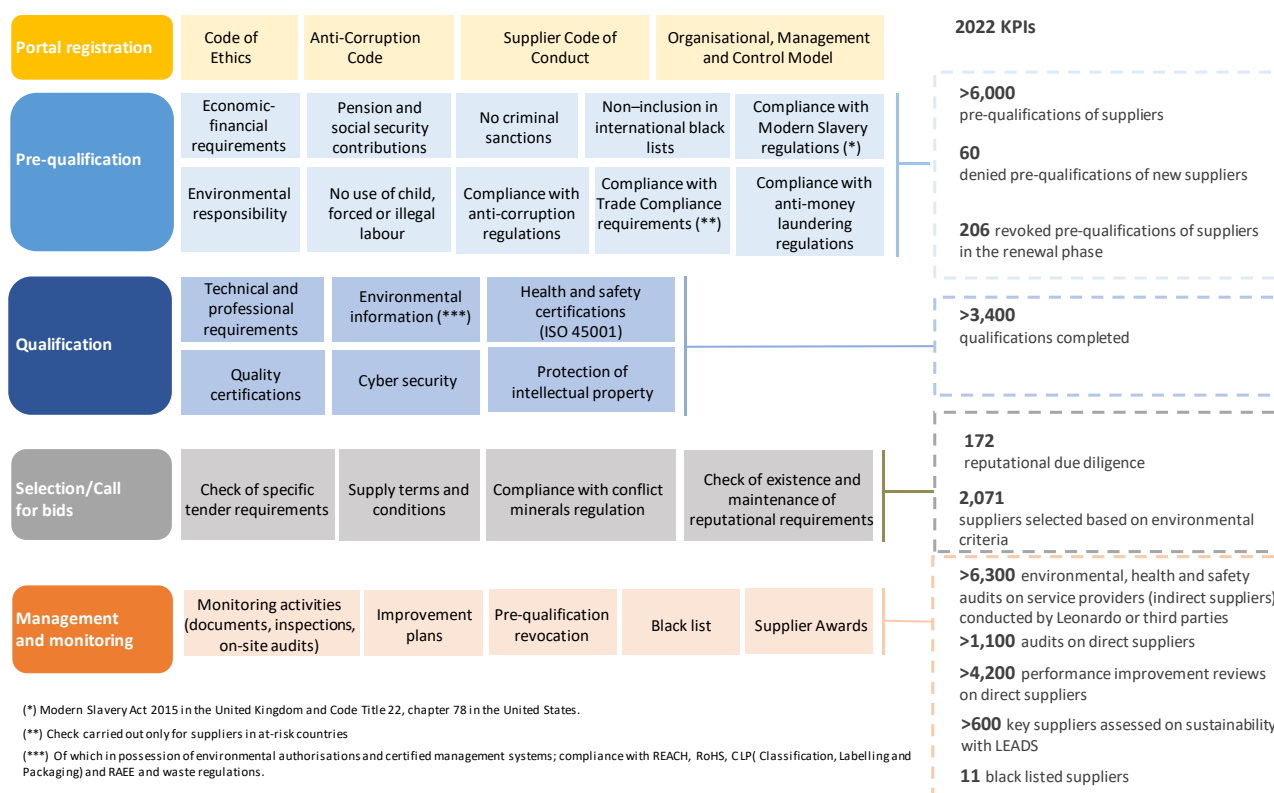 Portal registration
Code of
Ethics
Anti-Corruption
Code
Supplier Code of
Conduct
Organisational, Management
and Control Model
2022 KPIs
Pre-qualification
Economic-
financial
requirements
Pension and
social security
contributions
No criminal
sanctions
Non–inclusion in
international black
lists
Compliance with
Modern Slavery
regulations (*)
Environmental
responsibility
No use of child,
forced or illegal
labour
Compliance with
anti-corruption
regulations
Compliance with
Trade Compliance
requirements (**)
Compliance with
anti-money
laundering
regulations
>6,000
pre-qualifications of suppliers
60
denied pre-qualifications of new suppliers
206 revoked pre-qualifications of suppliers
in the renewal phase
Qualification
Technical and
professional
requirements
Environmental
information (***)
Health and safety
certifications
(ISO 45001)
Quality
certifications
Cyber security
Protection of
intellectual property
>3,400
qualifications completed
Selection/Call
for bids
Check of specific
tender requirements
Supply terms and
conditions
Compliance with conflict
minerals regulation
Check of existence and
maintenance of
reputational requirements
172
reputational due diligence
2,071
suppliers selected based on environmental
criteria
Management
and monitoring
Monitoring activities
(documents, inspections,
on-site audits)
Improvement
plans
Pre-qualification
revocation
Black list
Supplier Awards
>6,300 environmental, health and safety
audits on service providers (indirect suppliers)
conducted by Leonardo or third parties
>1,100 audits on direct suppliers
>4,200 performance improvement reviews
on direct suppliers
>600 key suppliers assessed on sustainability
with LEADS
11 black listed suppliers
(*) Modern Slavery Act 2015 in the United Kingdom and Code Title 22, chapter 78 in the United States.
(**) Check carried out only for suppliers in at-risk countries
(***) Of which in possession of environmental authorisations and certified management systems; compliance with REACH, RoHS, CLP( Classification, Labelling and
Packaging) and RAEE and waste regulations.